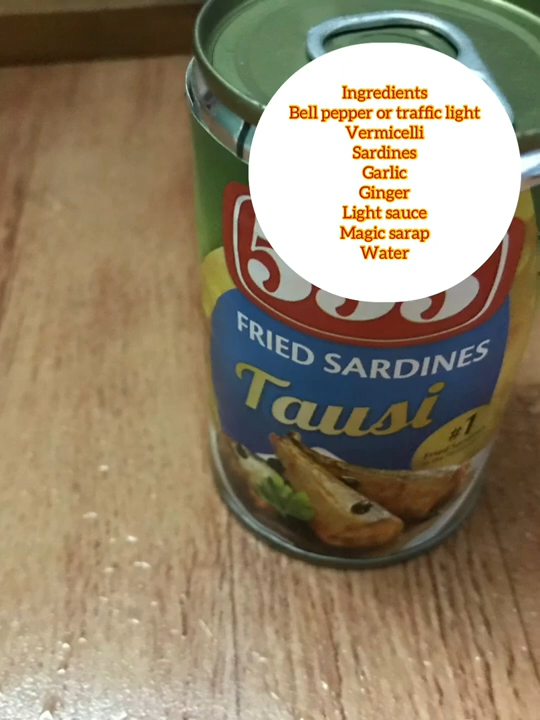 Ingredients
Bell pepper or traffic light
Vermicelli
Sardines
Garlic
Ginger
Light sauce
Magic sarap
Water
555
FRIED SARDINES
Tausi
#1